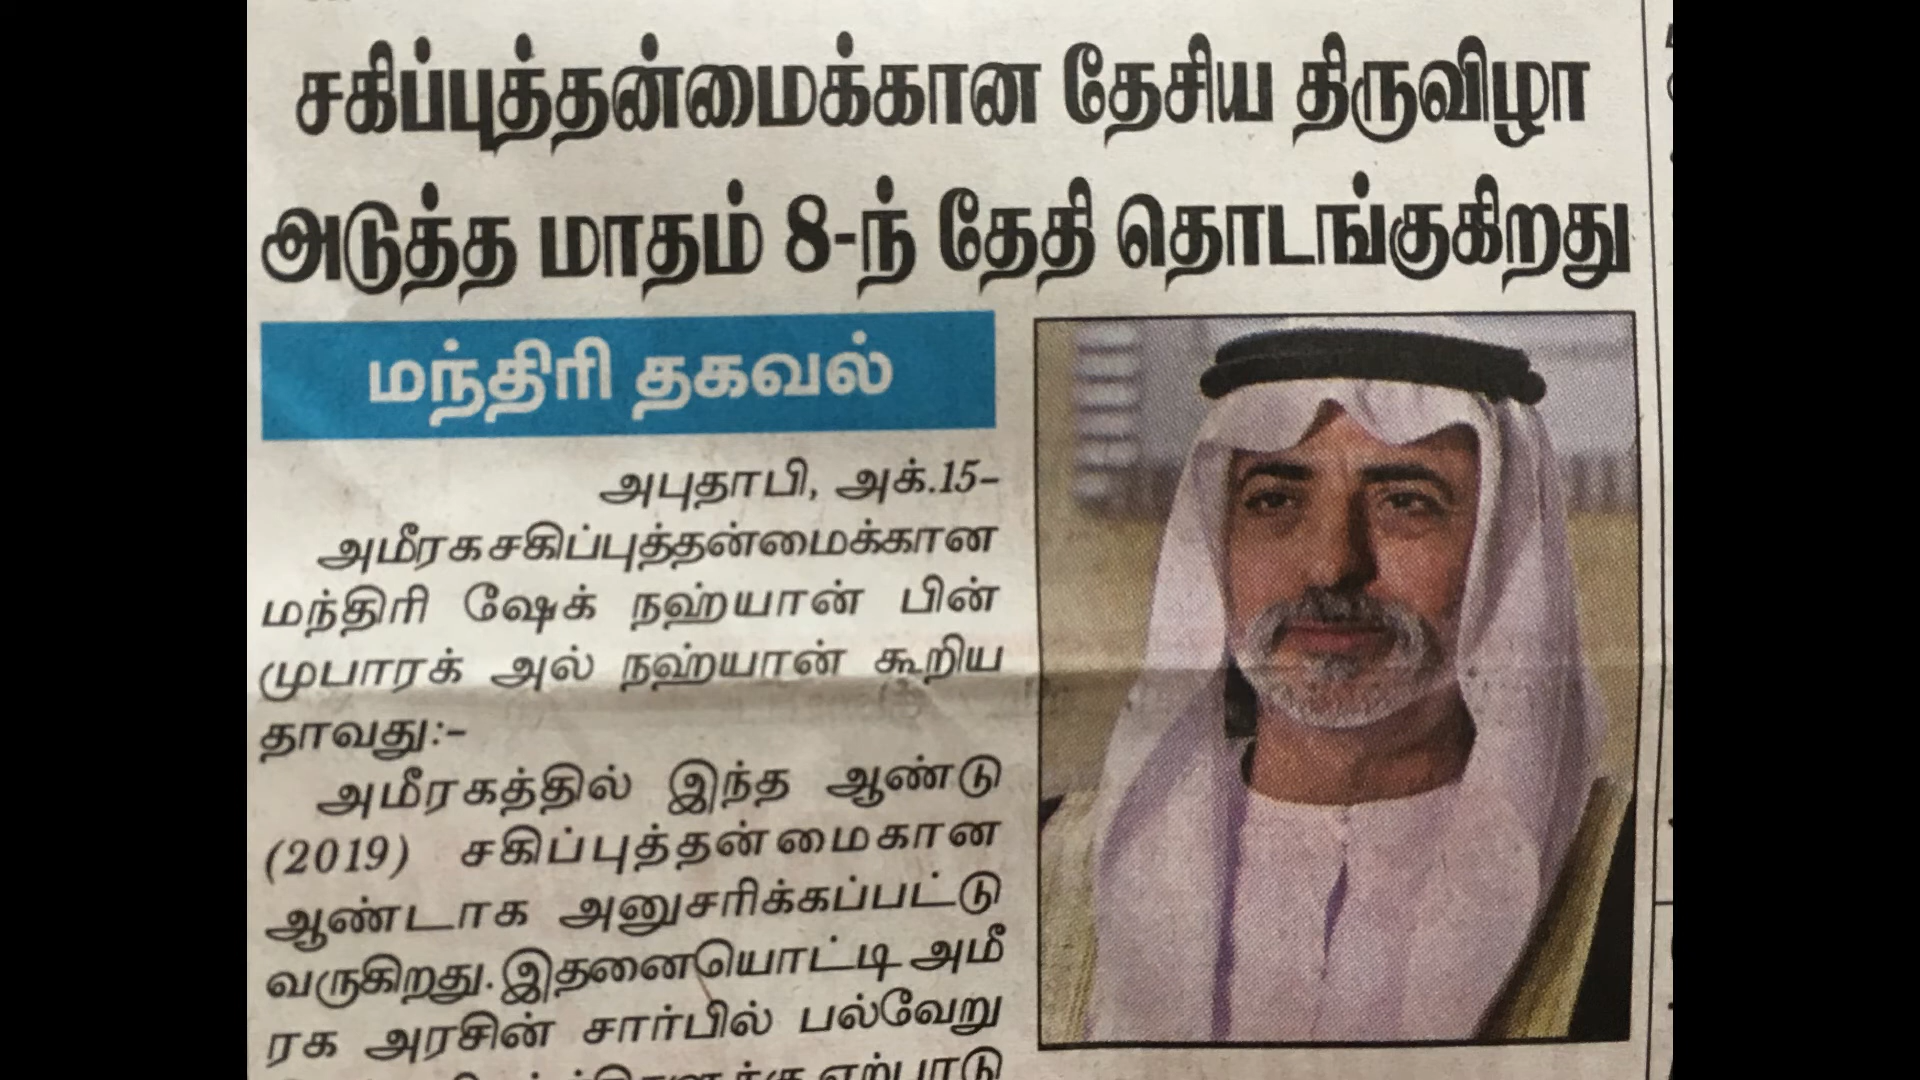 சகிப்புத்தன்மைக்கான தேசிய திருவிழா
அடுத்த மாதம் 8-ந் தேதி தொடங்குகிறது
மந்திரி தகவல்
அபுதாபி, அக்.15-
அமீரக சகிப்புத்தன்மைக்கான
மந்திரி ஷேக் நஹ்யான் பின்
முபாரக் அல் நஹ்யான் கூறிய
தாவது:-
அமீரகத்தில் இந்த ஆண்டு
(2019) சகிப்புத்தன்மைகான
ஆண்டாக அனுசரிக்கப்பட்டு
வருகிறது. இதனையொட்டி அமீ
ரக அரசின் சார்பில் பல்வேறு
ஏற்பாடு